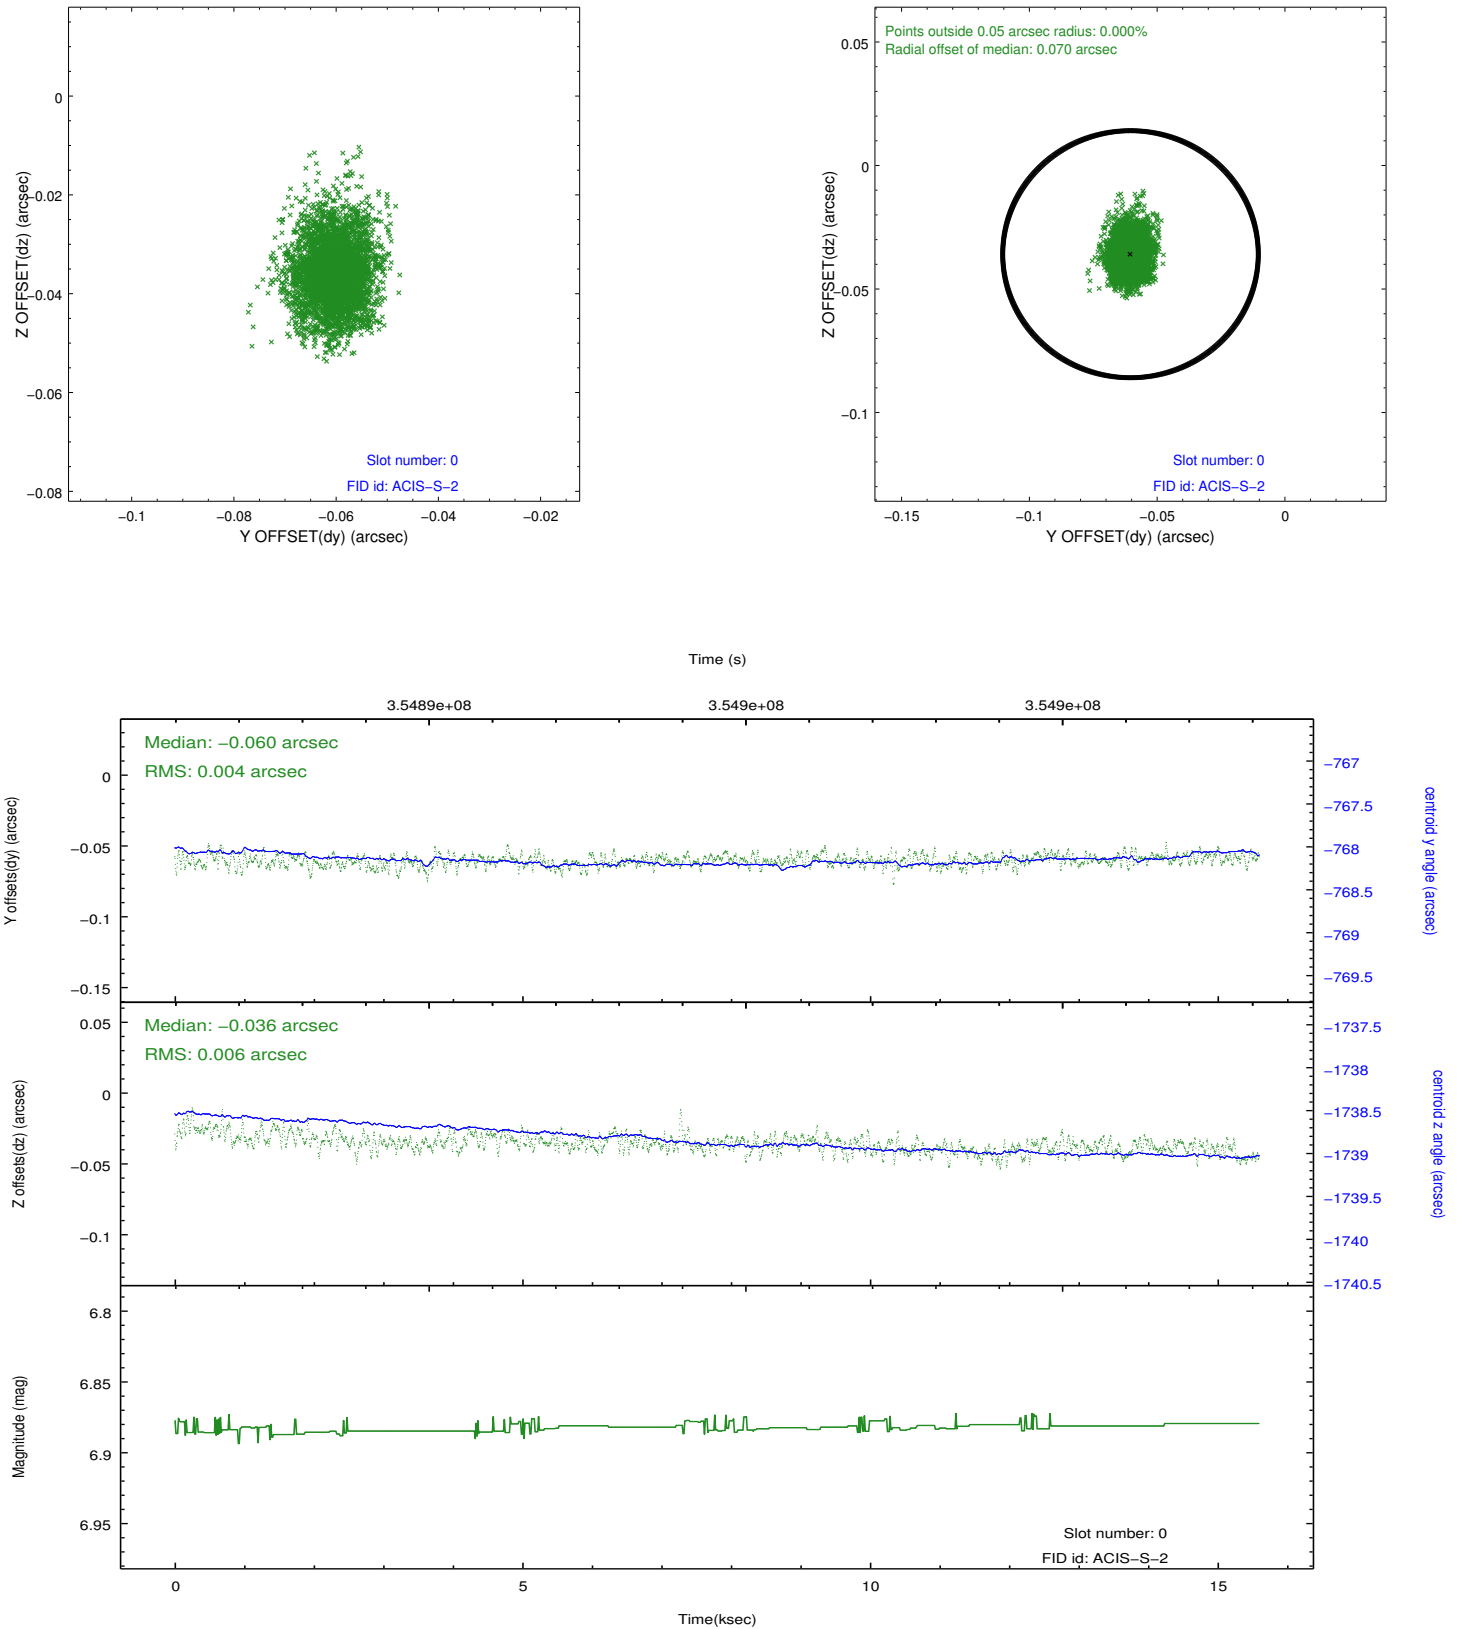 0
−0.02
−0.04
−0.06
−0.08
−0.1
−0.08
−0.06
−0.04
−0.02
Z OFFSET(dz) (arcsec)
Y OFFSET(dy) (arcsec)
Slot number: 0
FID id: ACIS−S−2
Points outside 0.05 arcsec radius: 0.000%
Radial offset of median: 0.070 arcsec
0.05
0
−0.05
−0.1
−0.15
−0.1
−0.05
0
Z OFFSET(dz) (arcsec)
Y OFFSET(dy) (arcsec)
Slot number: 0
FID id: ACIS−S−2
Time (s)
3.5489e+08
3.549e+08
3.549e+08
Median: −0.060 arcsec
RMS: 0.004 arcsec
0
−0.05
−0.1
−0.15
Y offsets(dy) (arcsec)
−767
−767.5
−768
−768.5
−769
−769.5
centroid y angle (arcsec)
Median: −0.036 arcsec
RMS: 0.006 arcsec
0.05
0
−0.05
−0.1
Z offsets(dz) (arcsec)
−1737.5
−1738
−1738.5
−1739
−1739.5
−1740
−1740.5
centroid z angle (arcsec)
6.8
6.85
6.9
6.95
Magnitude (mag)
Slot number: 0
FID id: ACIS−S−2
0
5
10
15
Time(ksec)